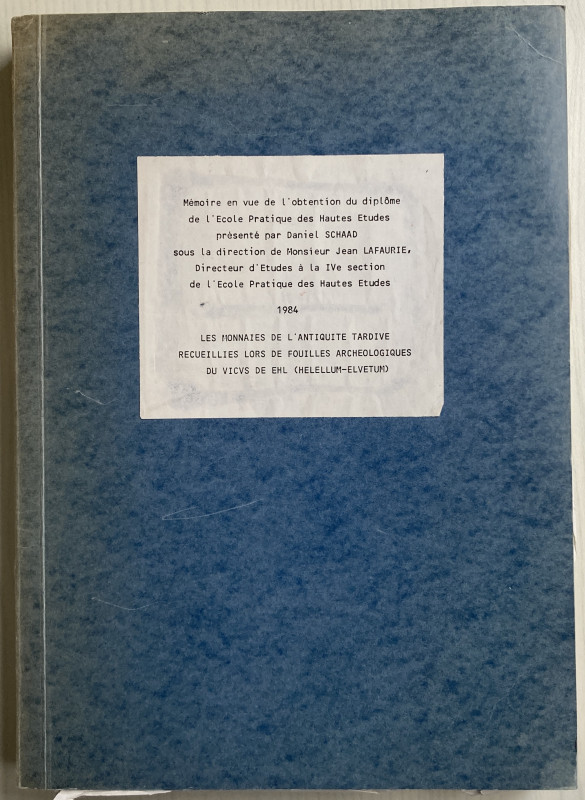 Mémoire en vue de l'obtention du diplôme
de l'Ecole Pratique des Hautes Etudes
présenté par Daniel SCHAAD
sous la direction de Monsieur Jean LAFAURIE,
Directeur d'Etudes à la IVe section
de l'Ecole Pratique des Hautes Etudes
1984
LES MONNAIES DE L'ANTIQUITE TARDIVE
RECUEILLIES LORS DE FOUILLES ARCHEOLOGIQUES
DU VICVS DE EHL (HELELLUM-ELVETUM)